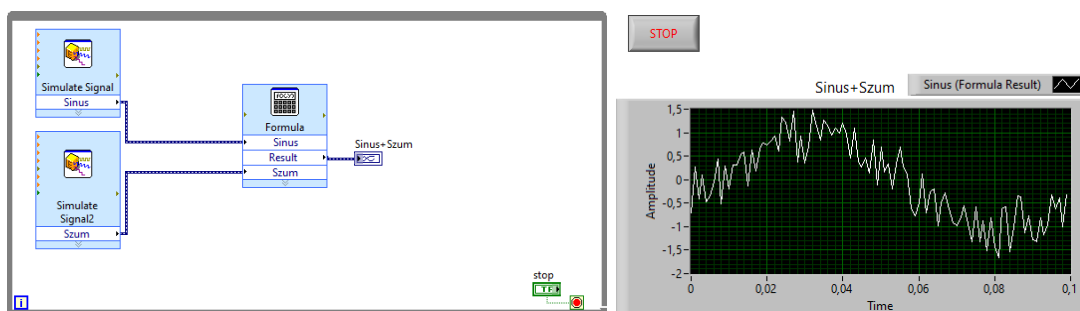 Simulate Signal
Sinus
Simulate
Signal2
Szum
Formula
Sinus
Result
Szum
Sinus+Szum
stop
TF
i
STOP
Sinus+Szum
Sinus (Formula Result)
Amplitude
1,5-
1-
0,5-
0-
-0,5-
-1-
-1,5-
-2-
0
0,02
0,04
0,06
0,08
0,1
Time